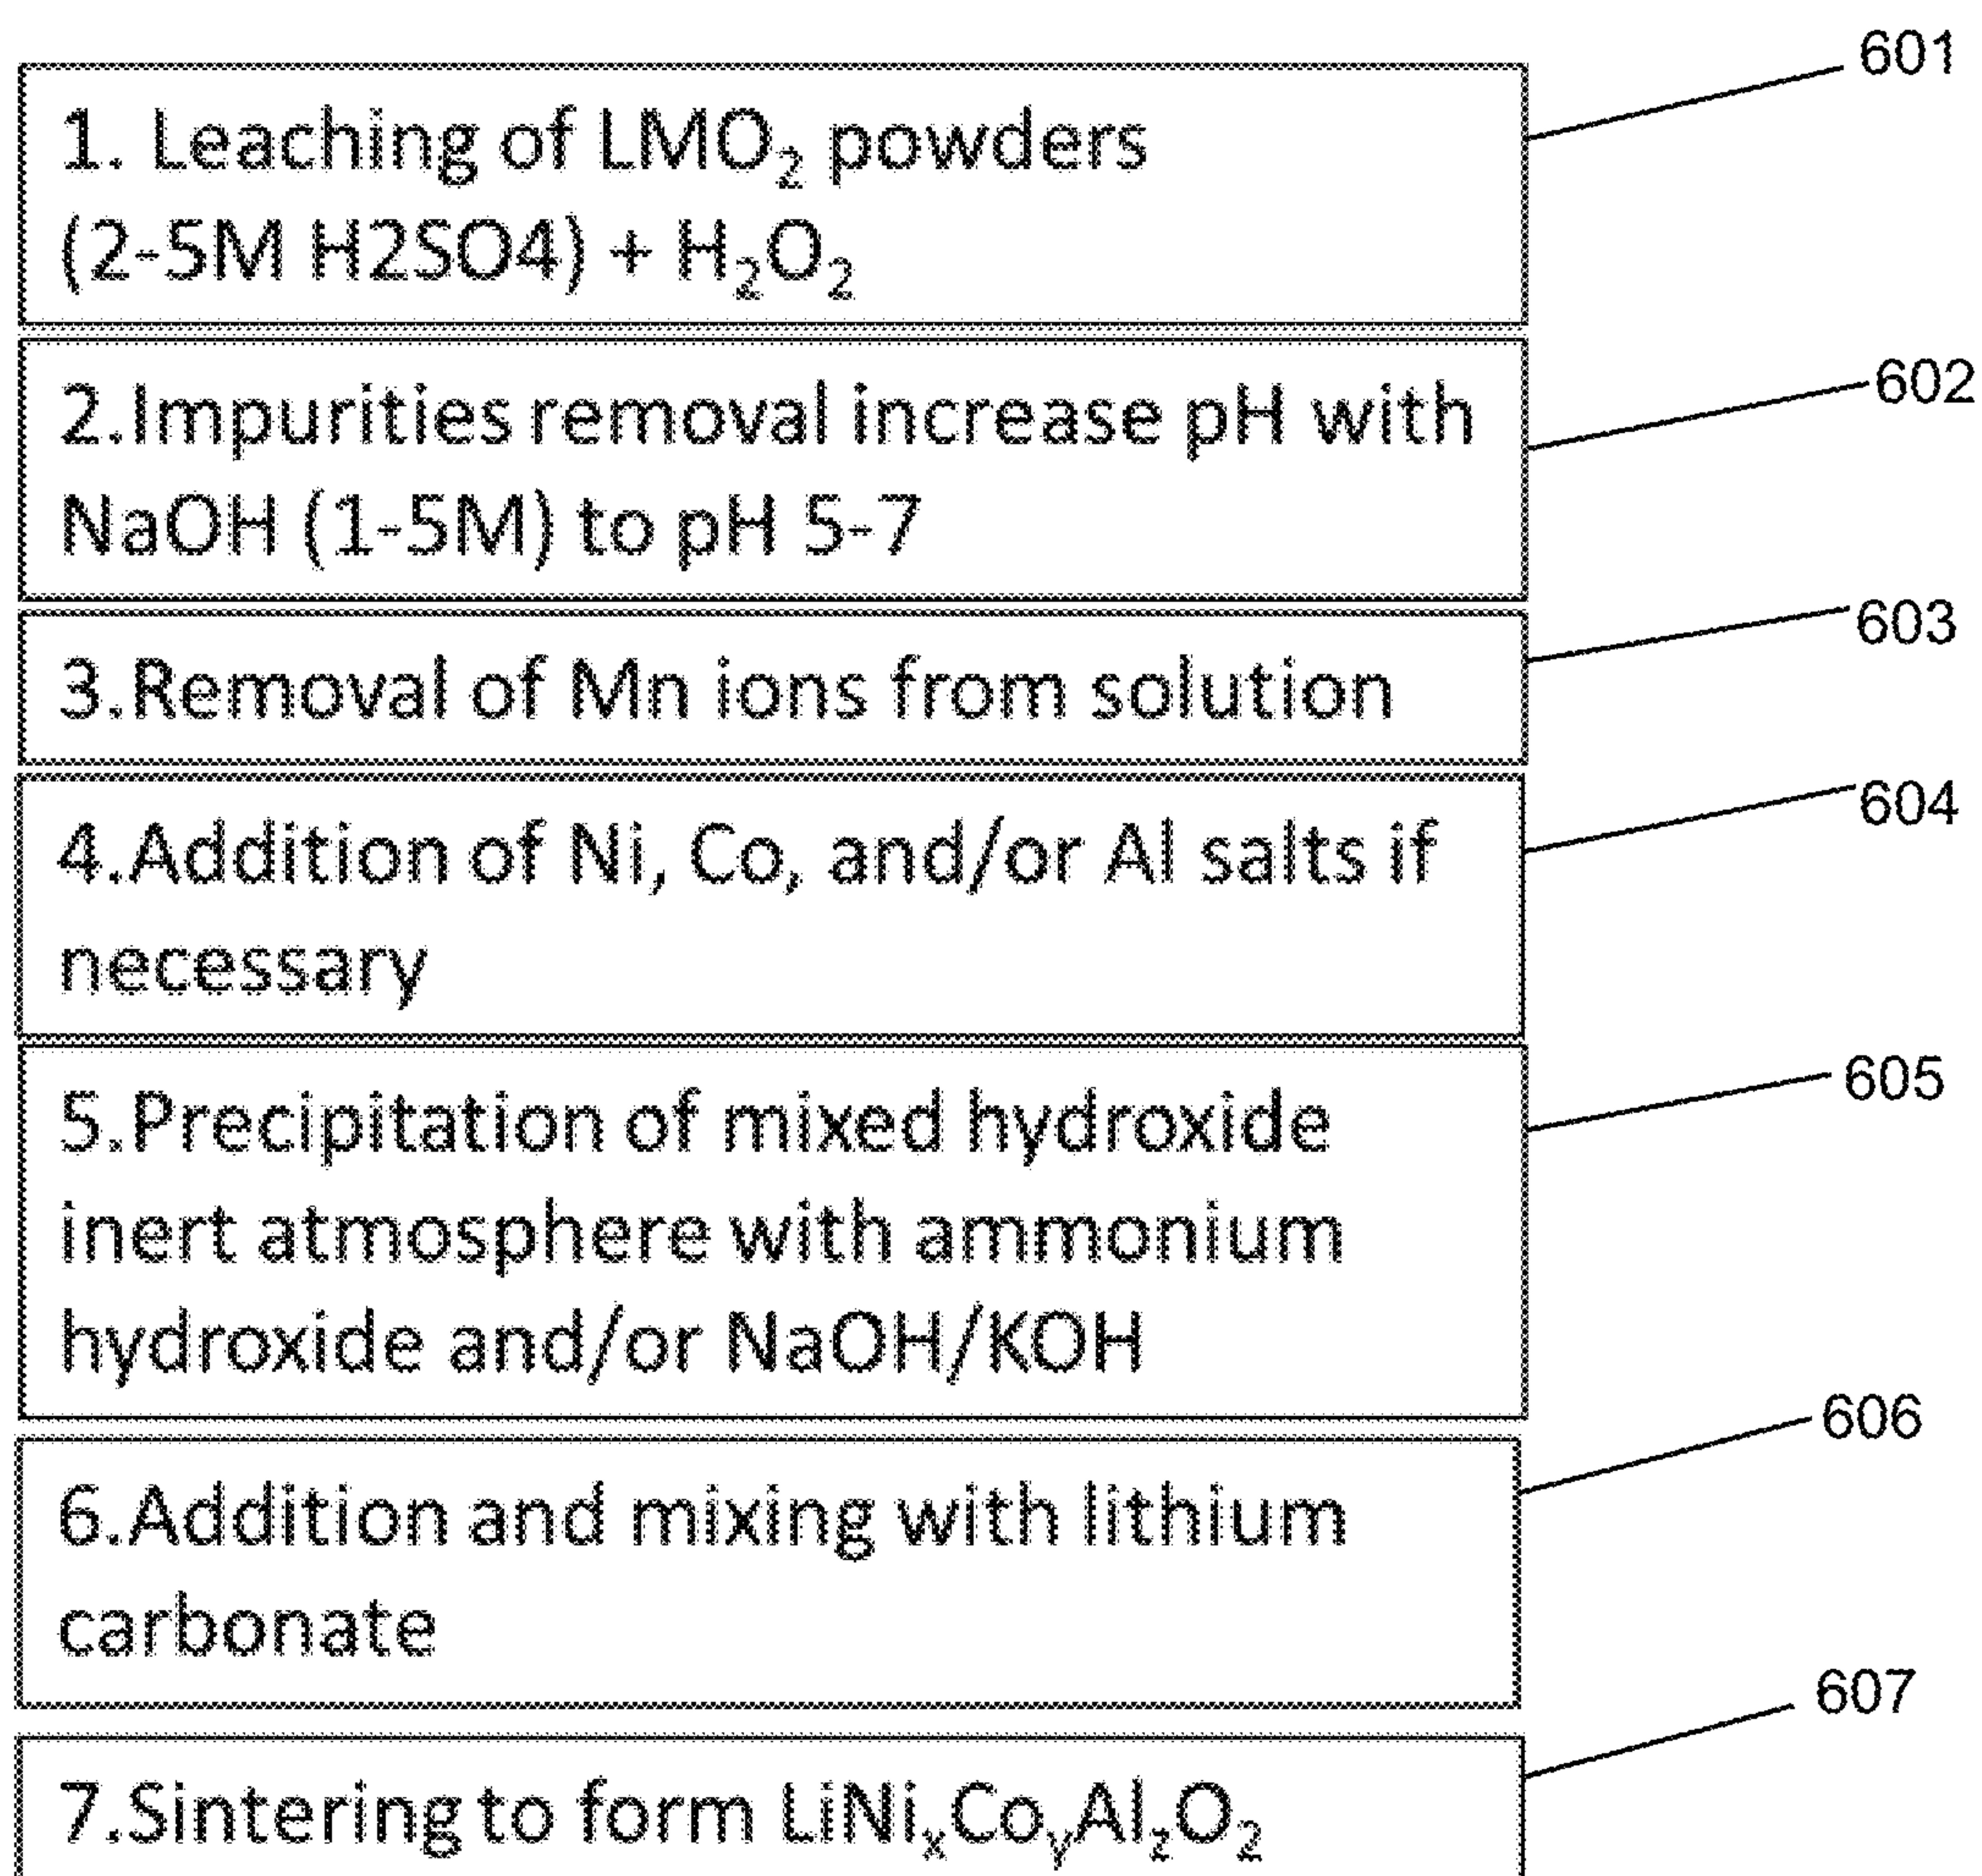 601
1. Leaching of LMO₂ powders
(2-5M H2SO4) + H₂O₂
602
2.Impurities removal increase pH with
NaOH (1-5M) to pH 5-7
603
3.Removal of Mn ions from solution
604
4.Addition of Ni, Co, and/or Al salts if
necessary
605
5.Precipitation of mixed hydroxide
inert atmosphere with ammonium
hydroxide and/or NaOH/KOH
606
6.Addition and mixing with lithium
carbonate
607
7.Sintering to form LiNiₓCoᵧAl_zO₂